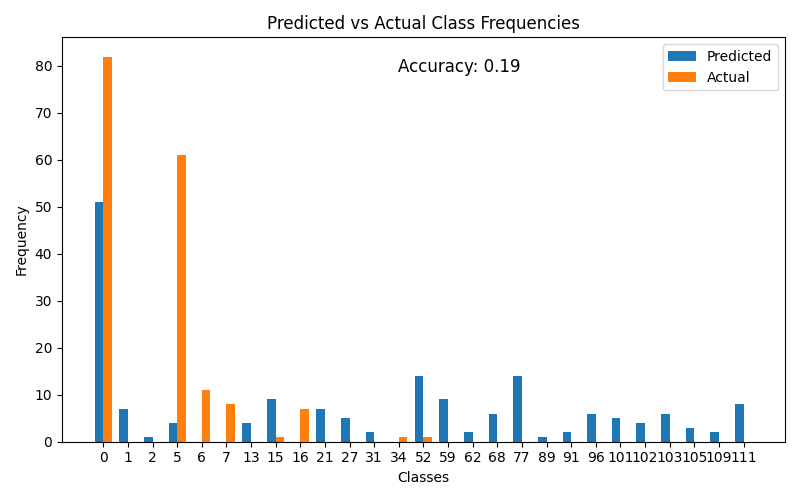 Predicted vs Actual Class Frequencies
Accuracy: 0.19
Predicted
Actual
Frequency
80
70
60
50
40
30
20
10
0
0 1 2 5 6 7 13 15 16 21 27 31 34 52 59 62 68 77 89 91 96 101 102 103 105 109 111
Classes